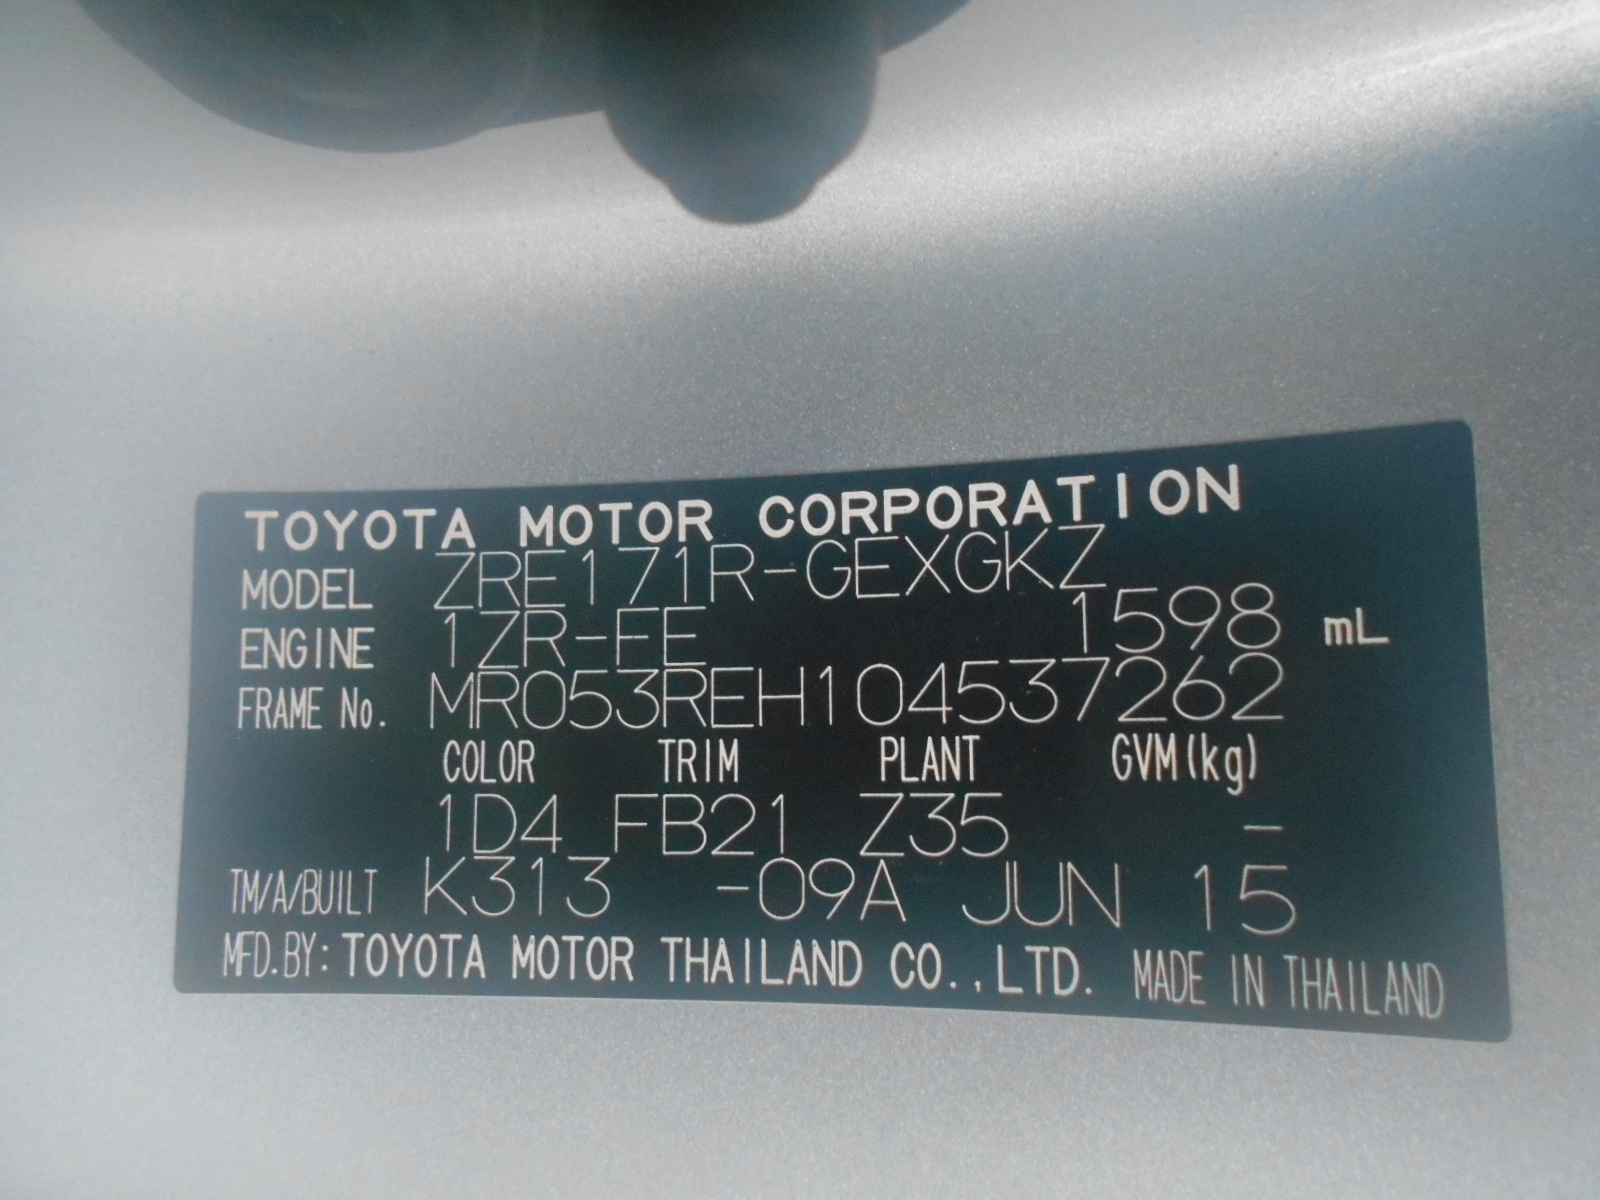 TOYOTA MOTOR CORPORATION
MODEL ZRE171R-GEXGKZ
ENGINE 1ZR-FE 1598 mL
FRAME No. MR053REH104537262
COLOR TRIM PLANT GVM(kg)
1D4 FB21 Z35 -
TM/A/BUILT K313 -09A JUN 15
MFD.BY: TOYOTA MOTOR THAILAND CO.,LTD. MADE IN THAILAND